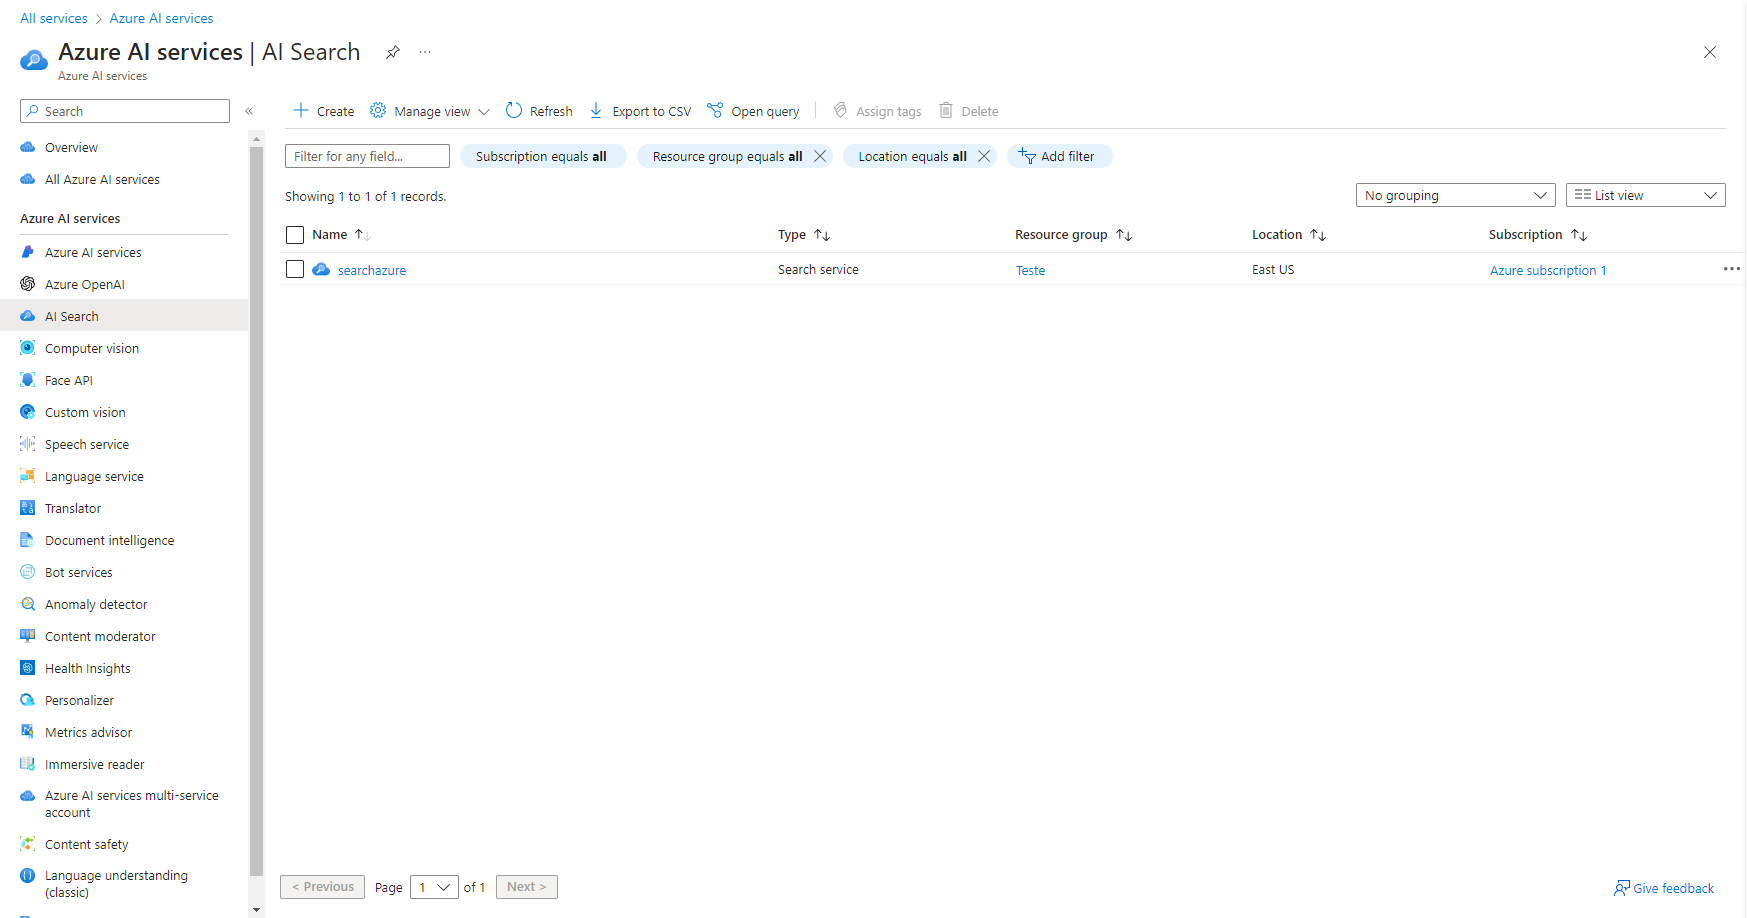 All services > Azure AI services
Azure AI services | AI Search
Azure AI services
Search
Overview
All Azure AI services
Azure AI services
Azure AI services
Azure OpenAI
AI Search
Computer vision
Face API
Custom vision
Speech service
Language service
Translator
Document intelligence
Bot services
Anomaly detector
Content moderator
Health Insights
Personalizer
Metrics advisor
Immersive reader
Azure AI services multi-service
account
Content safety
Language understanding
(classic)
Create Manage view Refresh Export to CSV Open query Assign tags Delete
Filter for any field... Subscription equals all Resource group equals all Location equals all Add filter
Showing 1 to 1 of 1 records. No grouping List view
Name Type Resource group Location Subscription
searchazure Search service Teste East US Azure subscription 1
< Previous Page 1 of 1 Next >
Give feedback